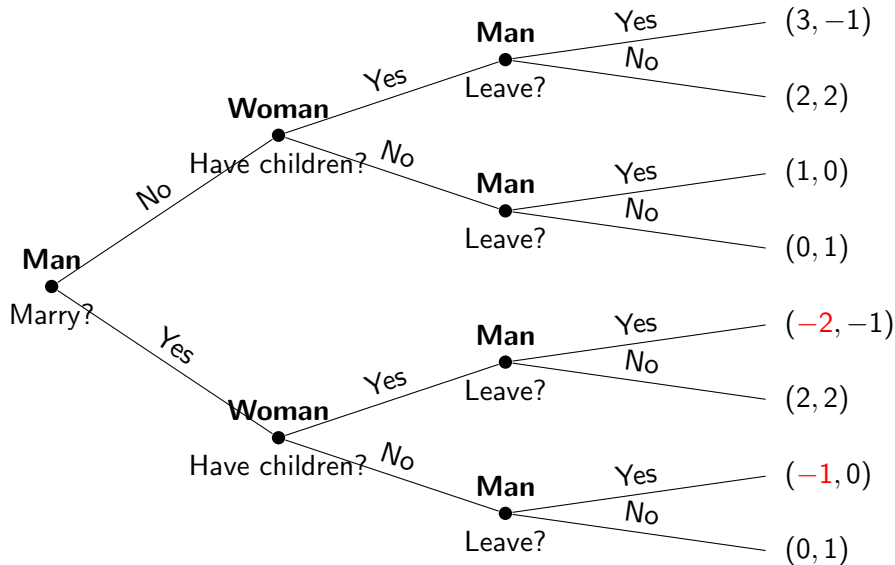 Man
Yes
(3, −1)
Yes
No
Leave?
(2, 2)
Woman
Have children?
No
Man
Yes
(1, 0)
No
No
Leave?
(0, 1)
Man
Marry?
Yes
Man
Yes
(−2, −1)
Yes
No
Leave?
(2, 2)
Woman
Have children?
No
Man
Yes
(−1, 0)
No
Leave?
(0, 1)